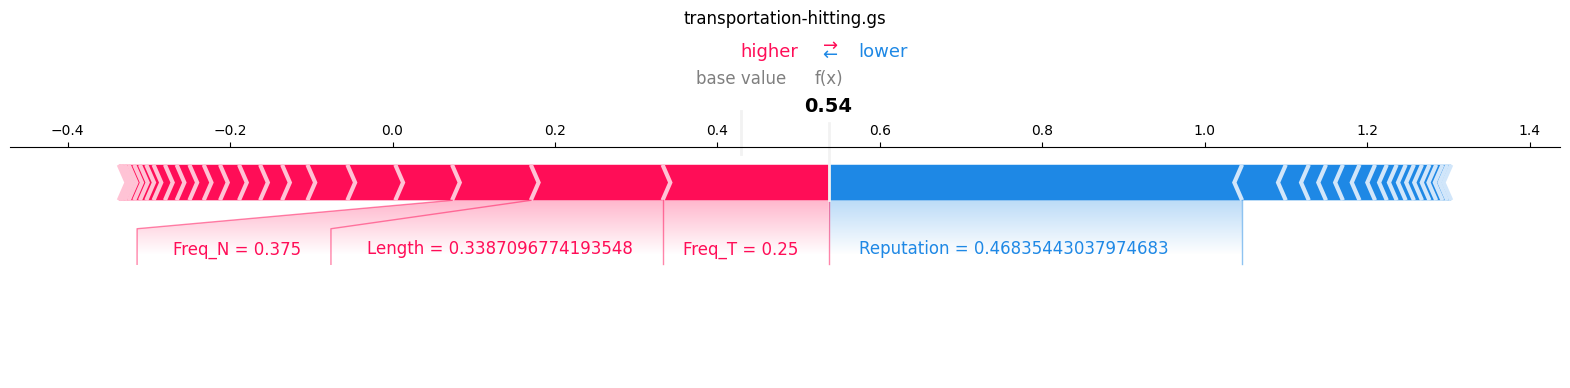 transportation-hitting.gs
higher ⇄ lower
base value f(x)
0.54
−0.4 −0.2 0.0 0.2 0.4 0.6 0.8 1.0 1.2 1.4
Freq_N = 0.375 Length = 0.3387096774193548 Freq_T = 0.25 Reputation = 0.46835443037974683